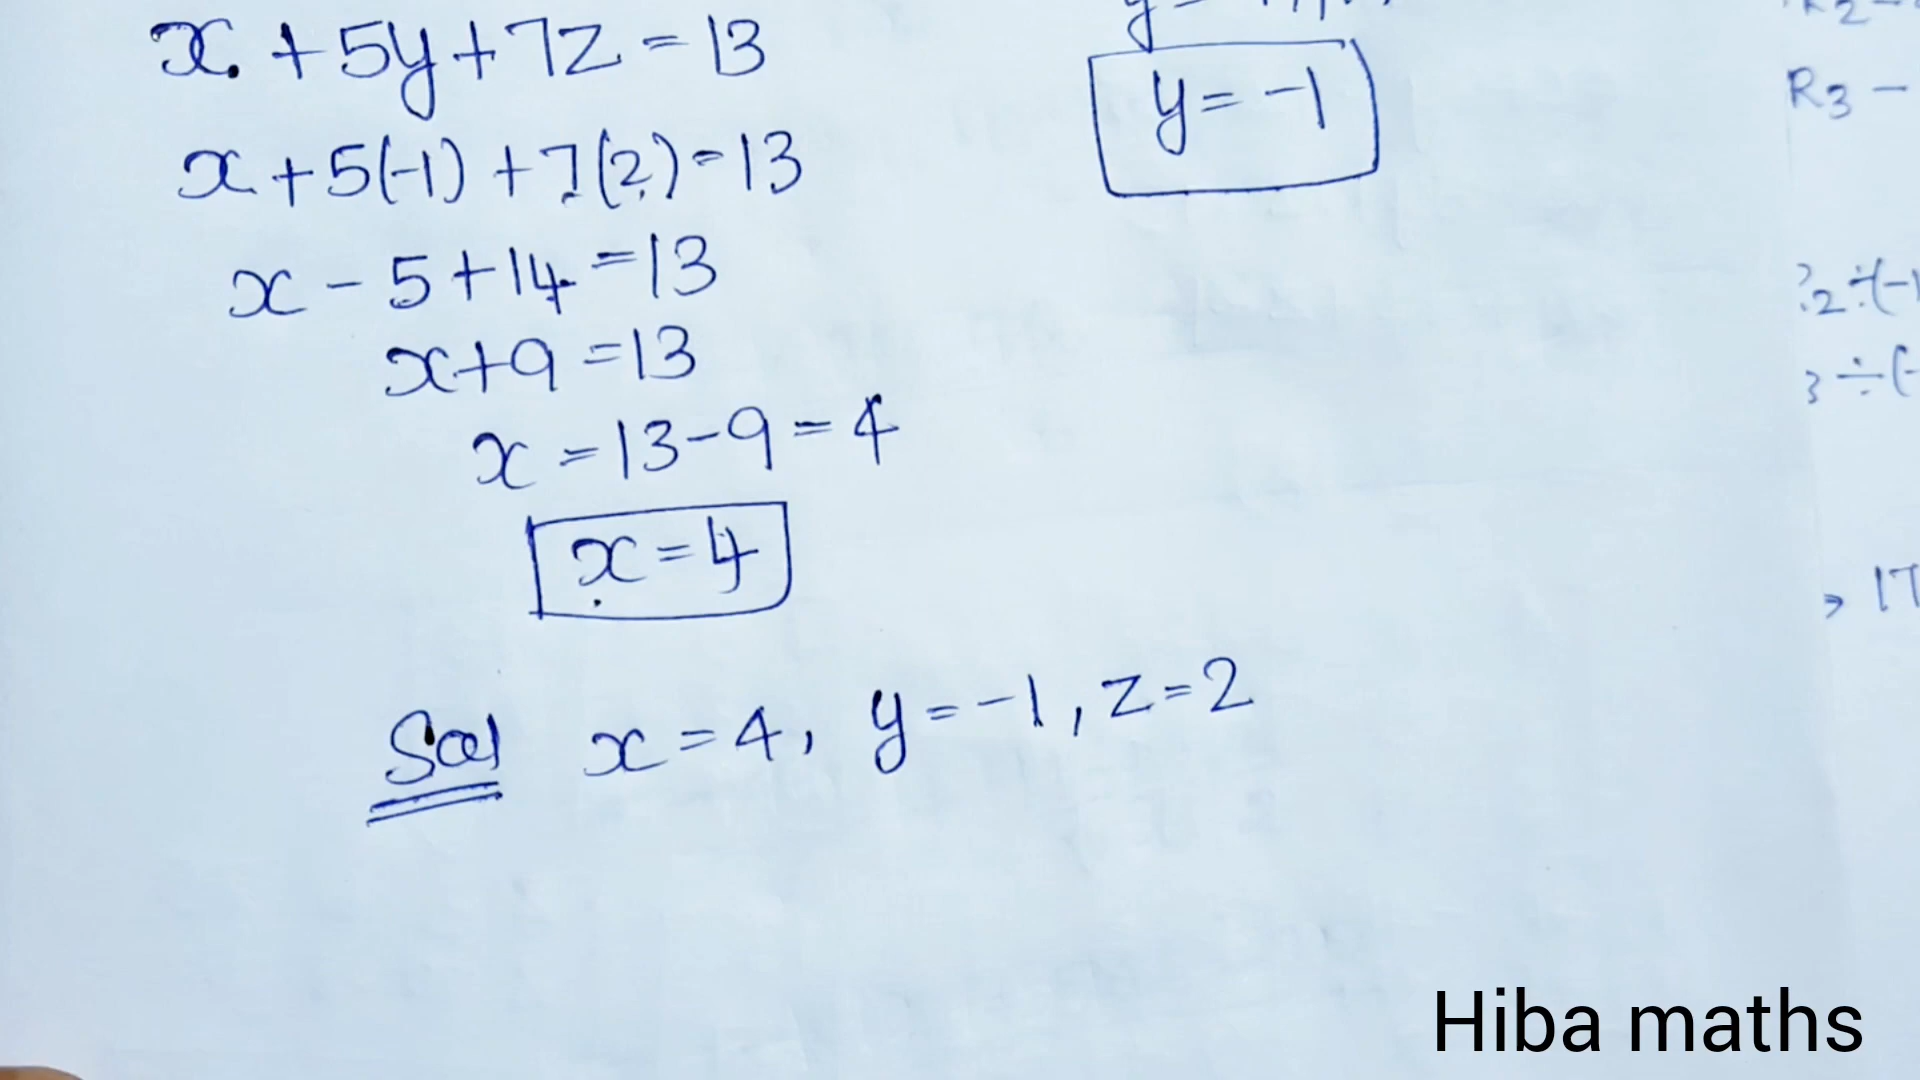 x + 5y + 7z = 13
x + 5(-1) + 7(2) = 13
x - 5 + 14 = 13
x + 9 = 13
x = 13 - 9 = 4
x = 4
y = -1
Sol x = 4, y = -1, z = 2
R3 -
Hiba maths